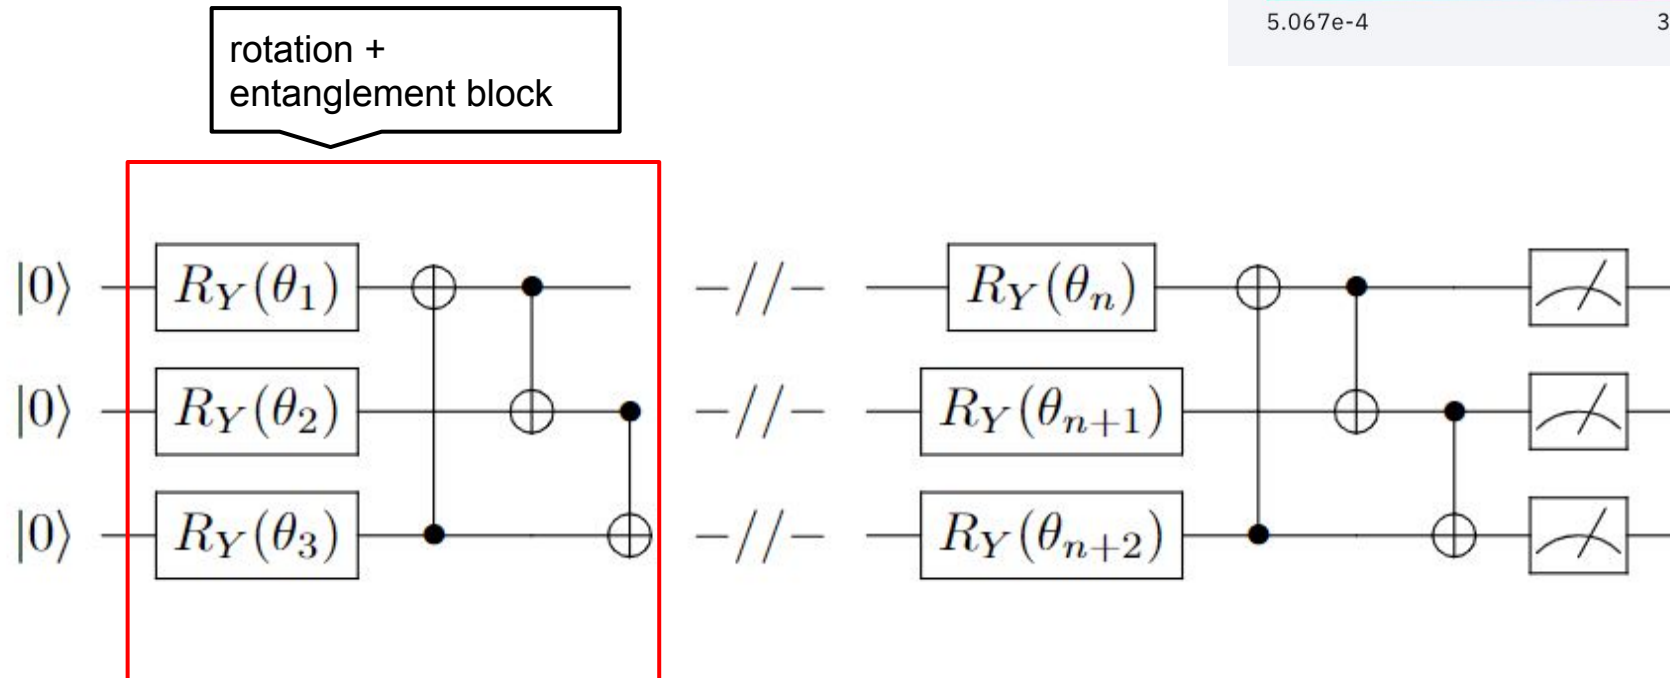 5.067e-4 3
rotation +
entanglement block
|0⟩ R_Y(θ_1) −//− R_Y(θ_n)
|0⟩ R_Y(θ_2) −//− R_Y(θ_{n+1})
|0⟩ R_Y(θ_3) −//− R_Y(θ_{n+2})